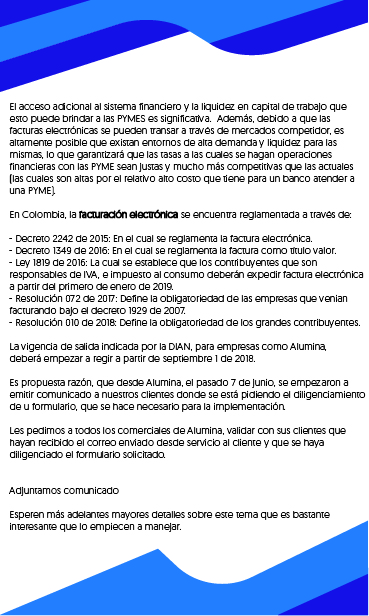 El acceso adicional al sistema financiero y la liquidez en capital de trabajo que
esto puede brindar a las PYMES es significativa.  Además, debido a que las
facturas electrónicas se pueden transar a través de mercados competidor, es
altamente posible que existan entornos de alta demanda y liquidez para las
mismas, lo que garantizará que las tasas a las cuales se hagan operaciones
financieras con las PYME sean justas y mucho más competitivas que las actuales
(las cuales son altas por el relativo alto costo que tiene para un banco atender a
una PYME).
En Colombia, la facturación electrónica se encuentra reglamentada a través de:
- Decreto 2242 de 2015: En el cual se reglamenta la factura electrónica.
- Decreto 1349 de 2016: En el cual se reglamenta la factura como título valor.
- Ley 1819 de 2016: La cual se establece que los contribuyentes que son
responsables de IVA, e impuesto al consumo deberán expedir factura electrónica
a partir del primero de enero de 2019.
- Resolución 072 de 2017: Define la obligatoriedad de las empresas que venían
facturando bajo el decreto 1929 de 2007.
- Resolución 010 de 2018: Define la obligatoriedad de los grandes contribuyentes.
La vigencia de salida indicada por la DIAN, para empresas como Alumina,
deberá empezar a regir a partir de septiembre 1 de 2018.
Es propuesta razón, que desde Alumina, el pasado 7 de junio, se empezaron a
emitir comunicado a nuestros clientes donde se está pidiendo el diligenciamiento
de u formulario, que se hace necesario para la implementación.
Les pedimos a todos los comerciales de Alumina, validar con sus clientes que
hayan recibido el correo enviado desde servicio al cliente y que se haya
diligenciado el formulario solicitado.
Adjuntamos comunicado
Esperen más adelantes mayores detalles sobre este tema que es bastante
interesante que lo empiecen a manejar.